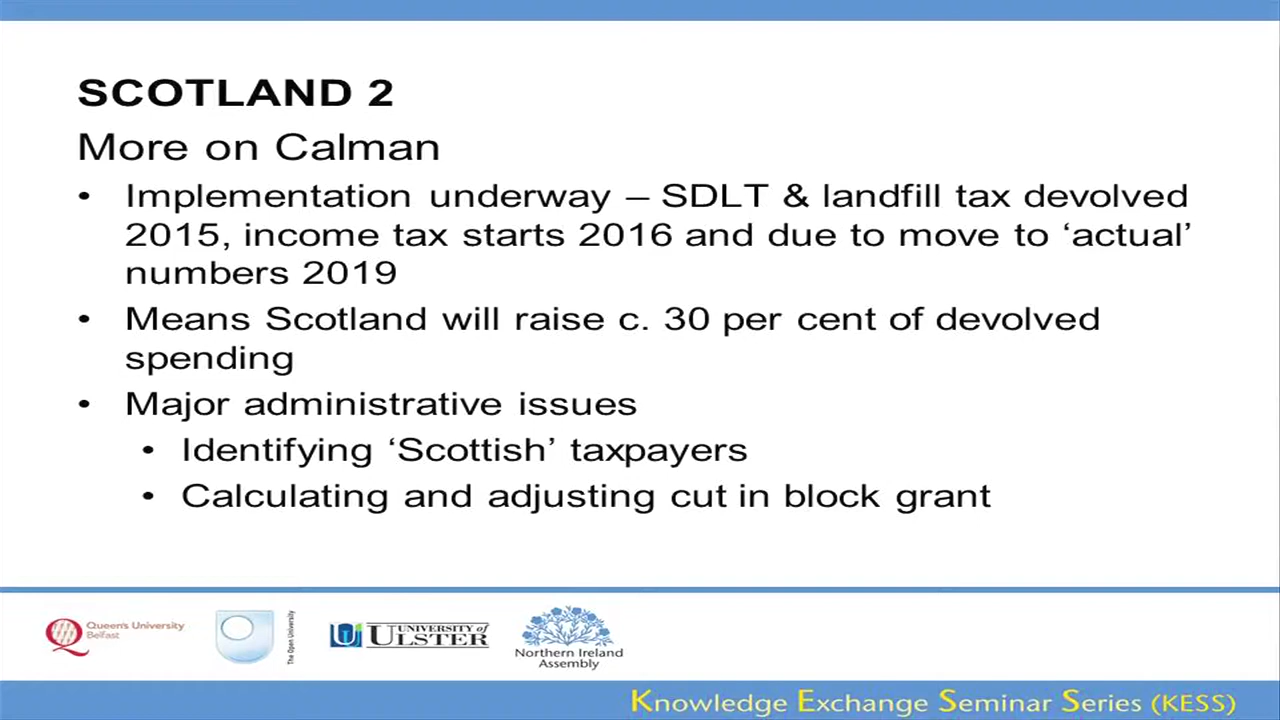 SCOTLAND 2
More on Calman
• Implementation underway – SDLT & landfill tax devolved
2015, income tax starts 2016 and due to move to ‘actual’
numbers 2019
• Means Scotland will raise c. 30 per cent of devolved
spending
• Major administrative issues
• Identifying ‘Scottish’ taxpayers
• Calculating and adjusting cut in block grant
Queen's University
Belfast
The Open University
UNIVERSITY of
ULSTER
Northern Ireland
Assembly
Knowledge Exchange Seminar Series (KESS)